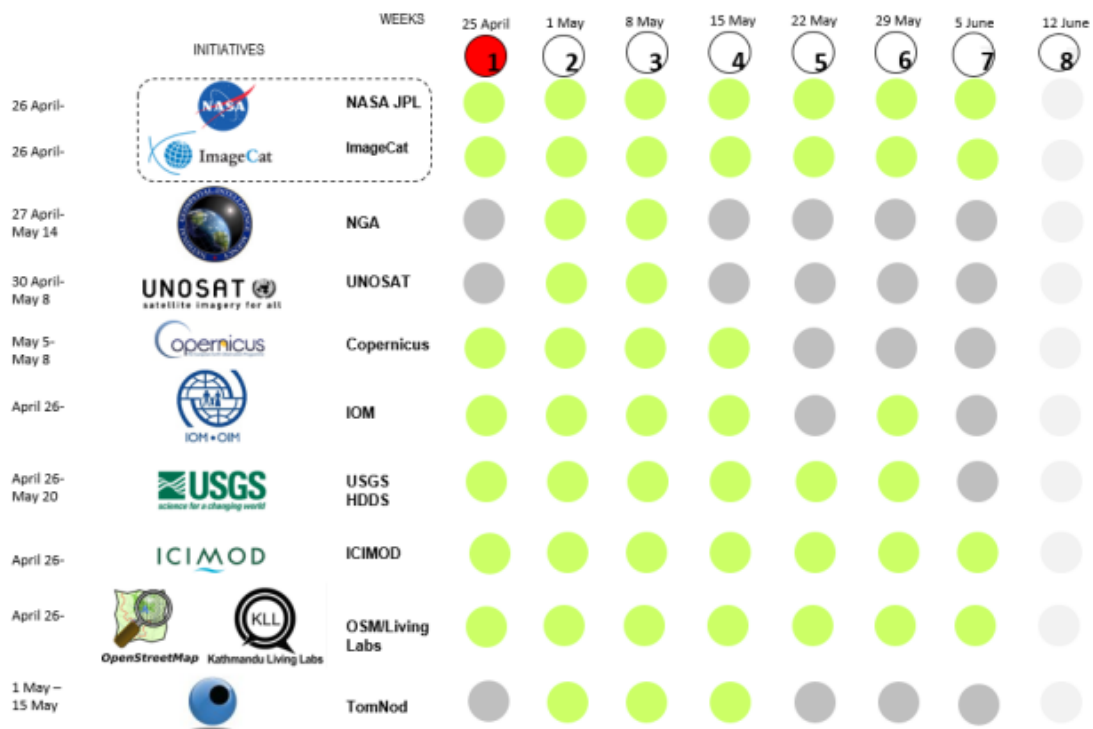 WEEKS
25 April 1 May 8 May 15 May 22 May 29 May 5 June 12 June
INITIATIVES
1 2 3 4 5 6 7 8
26 April-
NASA
NASA JPL
26 April-
ImageCat
ImageCat
27 April-
May 14
NGA
30 April-
May 8
UNOSAT
satellite imagery for all
UNOSAT
May 5-
May 8
opernicus
Copernicus
April 26-
IOM • OIM
IOM
April 26-
May 20
USGS
science for a changing world
USGS
HDDS
April 26-
ICIMOD
ICIMOD
April 26-
OpenStreetMap
KLL
Kathmandu Living Labs
OSM/Living
Labs
1 May –
15 May
TomNod